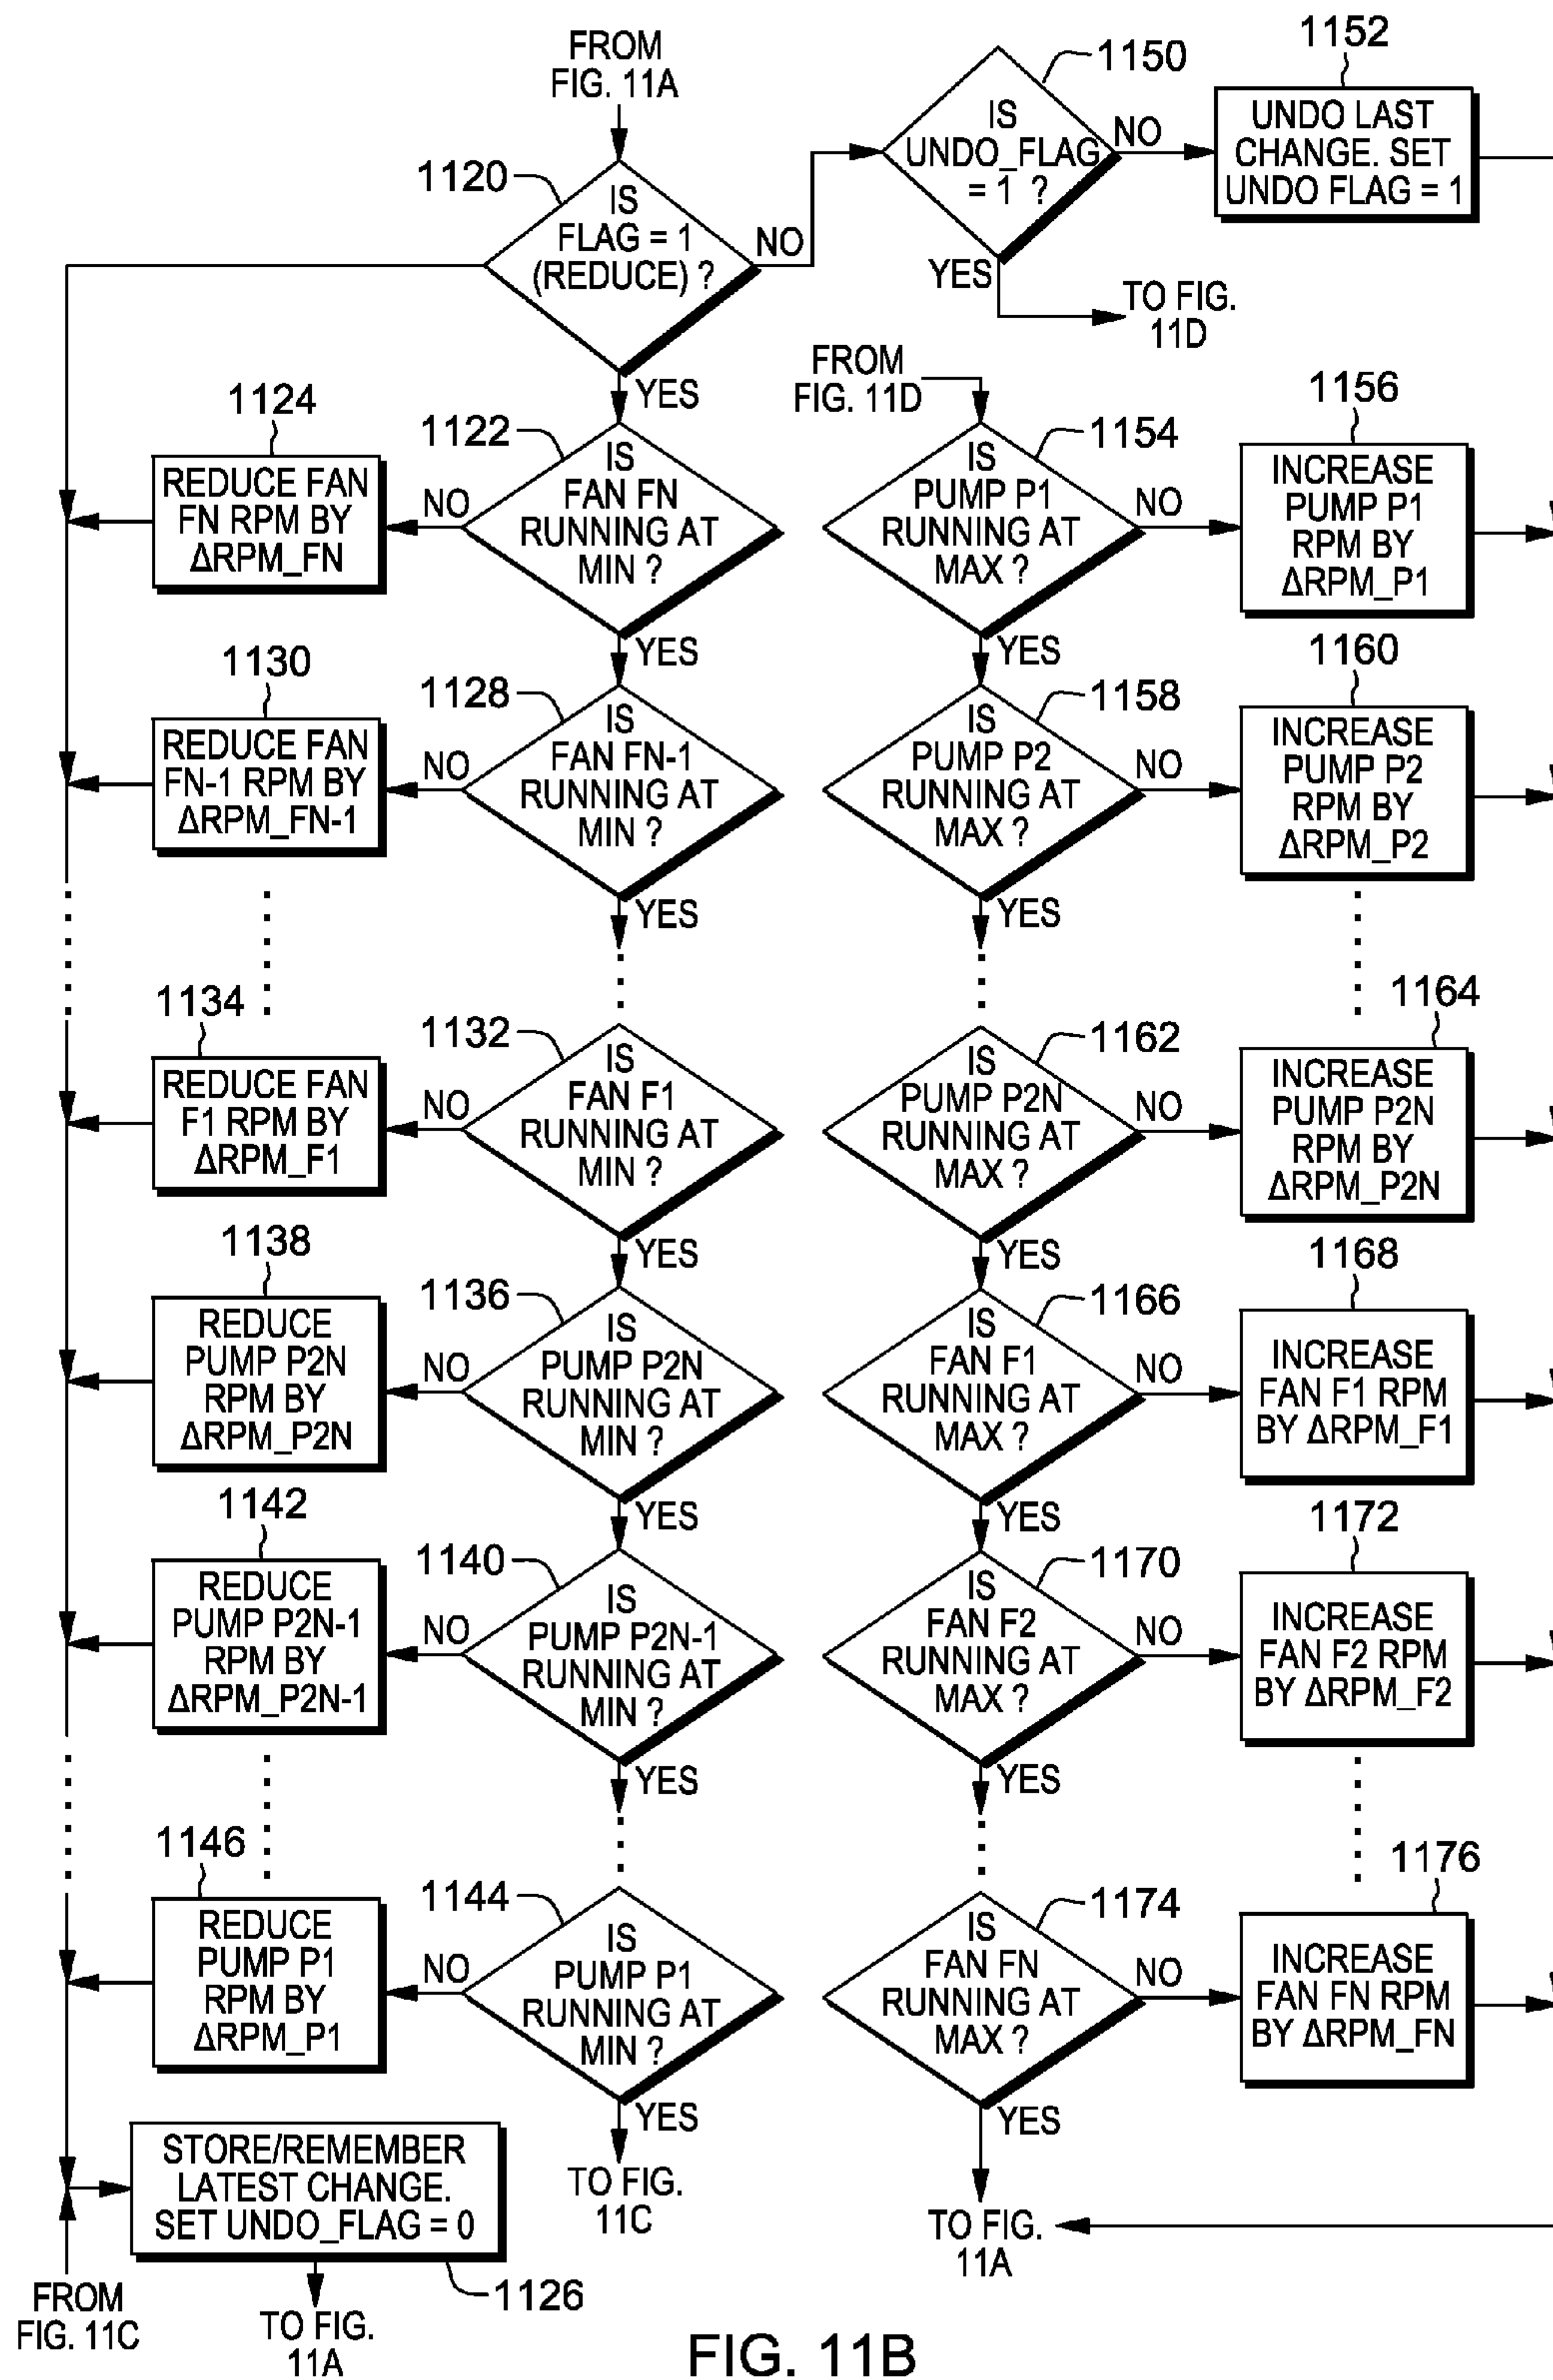 FROM
FIG. 11A
1120
IS
FLAG = 1
(REDUCE) ?
NO
YES
1150
IS
UNDO_FLAG
= 1 ?
NO
YES
TO FIG.
11D
1152
UNDO LAST
CHANGE. SET
UNDO FLAG = 1
1124
REDUCE FAN
FN RPM BY
ΔRPM_FN
NO
1122
IS
FAN FN
RUNNING AT
MIN ?
YES
FROM
FIG. 11D
1154
IS
PUMP P1
RUNNING AT
MAX ?
NO
YES
1156
INCREASE
PUMP P1
RPM BY
ΔRPM_P1
1130
REDUCE FAN
FN-1 RPM BY
ΔRPM_FN-1
NO
1128
IS
FAN FN-1
RUNNING AT
MIN ?
YES
1158
IS
PUMP P2
RUNNING AT
MAX ?
NO
YES
1160
INCREASE
PUMP P2
RPM BY
ΔRPM_P2
1134
REDUCE FAN
F1 RPM BY
ΔRPM_F1
NO
1132
IS
FAN F1
RUNNING AT
MIN ?
YES
1162
IS
PUMP P2N
RUNNING AT
MAX ?
NO
YES
1164
INCREASE
PUMP P2N
RPM BY
ΔRPM_P2N
1138
REDUCE
PUMP P2N
RPM BY
ΔRPM_P2N
NO
1136
IS
PUMP P2N
RUNNING AT
MIN ?
YES
1166
IS
FAN F1
RUNNING AT
MAX ?
NO
YES
1168
INCREASE
FAN F1 RPM
BY ΔRPM_F1
1142
REDUCE
PUMP P2N-1
RPM BY
ΔRPM_P2N-1
NO
1140
IS
PUMP P2N-1
RUNNING AT
MIN ?
YES
1170
IS
FAN F2
RUNNING AT
MAX ?
NO
YES
1172
INCREASE
FAN F2 RPM
BY ΔRPM_F2
1146
REDUCE
PUMP P1
RPM BY
ΔRPM_P1
NO
1144
IS
PUMP P1
RUNNING AT
MIN ?
YES
TO FIG.
11C
1174
IS
FAN FN
RUNNING AT
MAX ?
NO
YES
TO FIG.
11A
1176
INCREASE
FAN FN RPM
BY ΔRPM_FN
STORE/REMEMBER
LATEST CHANGE.
SET UNDO_FLAG = 0
1126
FROM
FIG. 11C
TO FIG.
11A
FIG. 11B